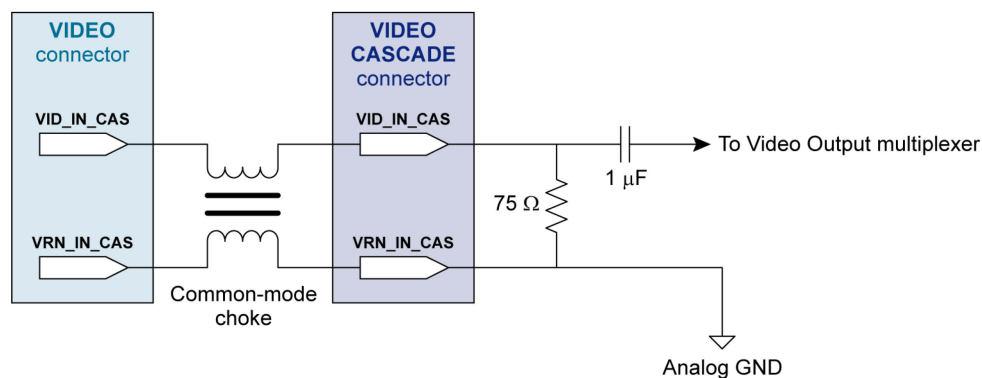 VIDEO
connector
VIDEO
CASCADE
connector
VID_IN_CAS
VID_IN_CAS
To Video Output multiplexer
1 μF
75 Ω
VRN_IN_CAS
VRN_IN_CAS
Common-mode
choke
Analog GND